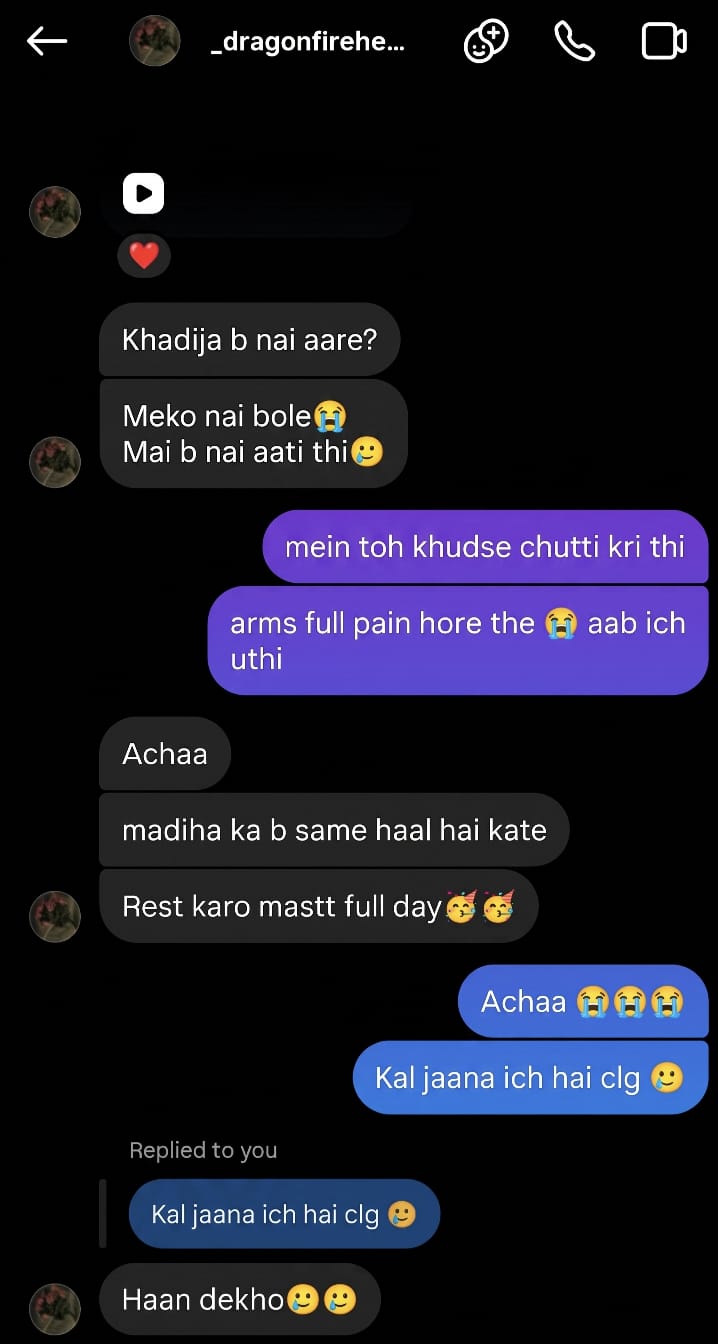 _dragonfirehe...
Khadija b nai aare?
Meko nai bole😭
Mai b nai aati thi🥲
mein toh khudse chutti kri thi
arms full pain hore the 😭 aab ich
uthi
Achaa
madiha ka b same haal hai kate
Rest karo mastt full day🥳🥳
Achaa 😭😭😭
Kal jaana ich hai clg 🥲
Replied to you
Kal jaana ich hai clg 🥲
Haan dekho🥲🥲